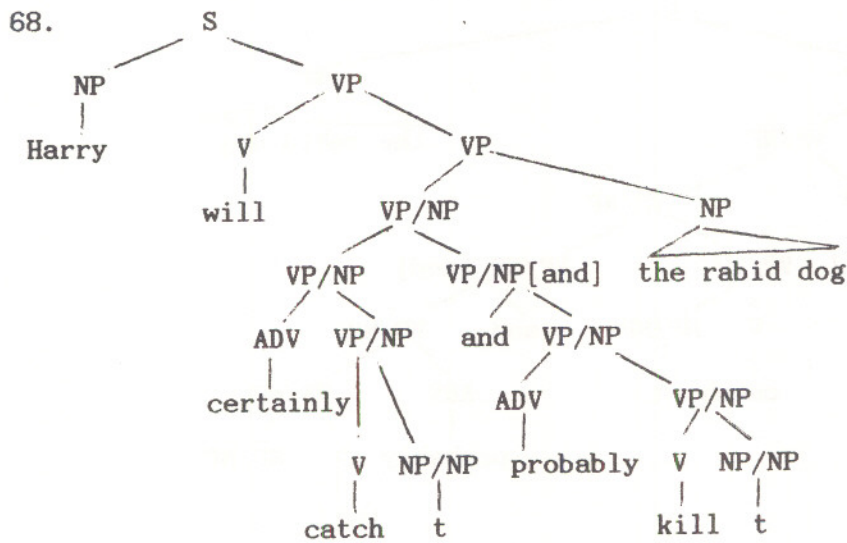 68. S
NP VP
Harry V VP
will VP/NP NP
VP/NP VP/NP[and] the rabid dog
ADV VP/NP and VP/NP
certainly ADV VP/NP
V NP/NP probably V NP/NP
catch t kill t